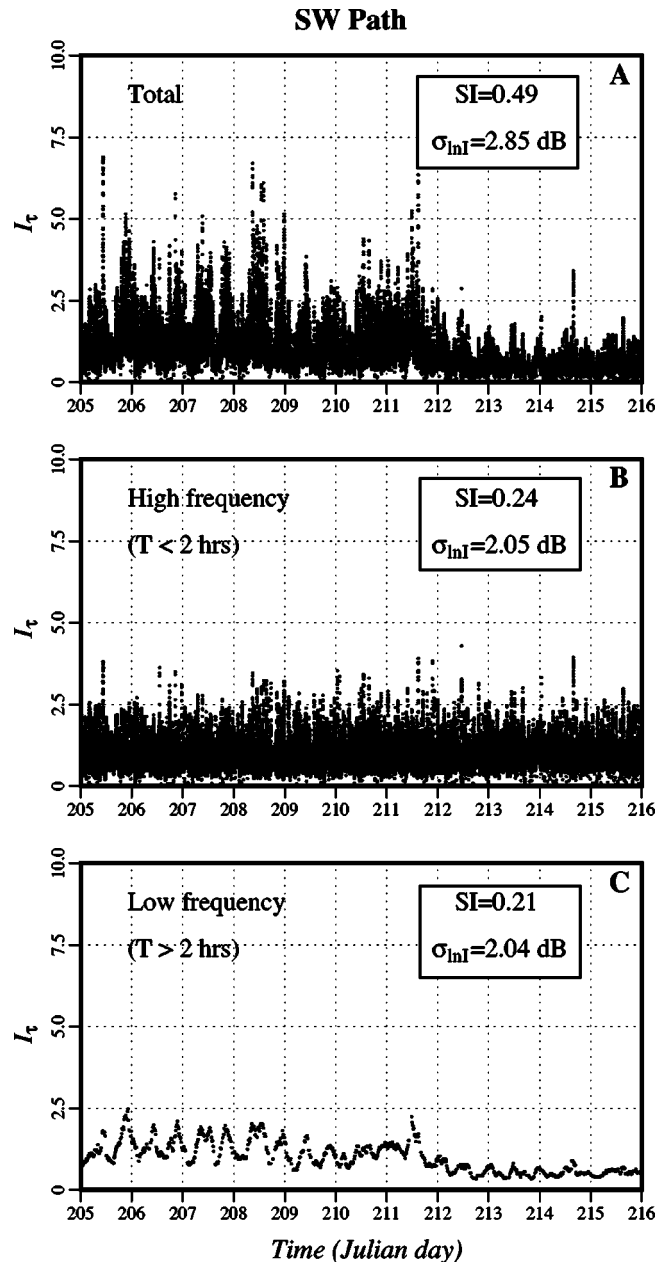 SW Path
A
Total
SI=0.49
σlnI=2.85 dB
10.0
7.5
5.0
2.5
0
Iτ
205 206 207 208 209 210 211 212 213 214 215 216
B
High frequency
(T < 2 hrs)
SI=0.24
σlnI=2.05 dB
10.0
7.5
5.0
2.5
0
Iτ
205 206 207 208 209 210 211 212 213 214 215 216
C
Low frequency
(T > 2 hrs)
SI=0.21
σlnI=2.04 dB
10.0
7.5
5.0
2.5
0
Iτ
205 206 207 208 209 210 211 212 213 214 215 216
Time (Julian day)